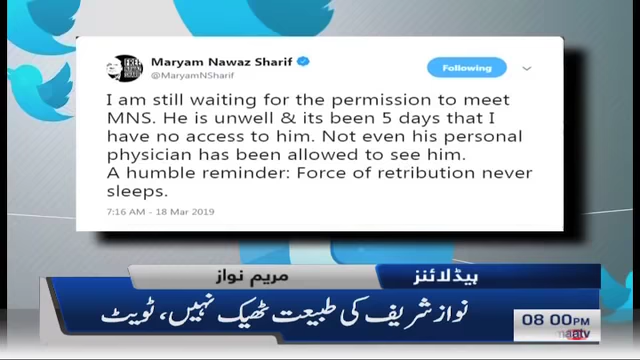 Maryam Nawaz Sharif
@MaryamNSharif
Following
I am still waiting for the permission to meet
MNS. He is unwell & its been 5 days that I
have no access to him. Not even his personal
physician has been allowed to see him.
A humble reminder: Force of retribution never
sleeps.
7:16 AM - 18 Mar 2019
ہیڈلائنز
مریم نواز
نواز شریف کی طبیعت ٹھیک نہیں، ٹویٹ
08 00PM